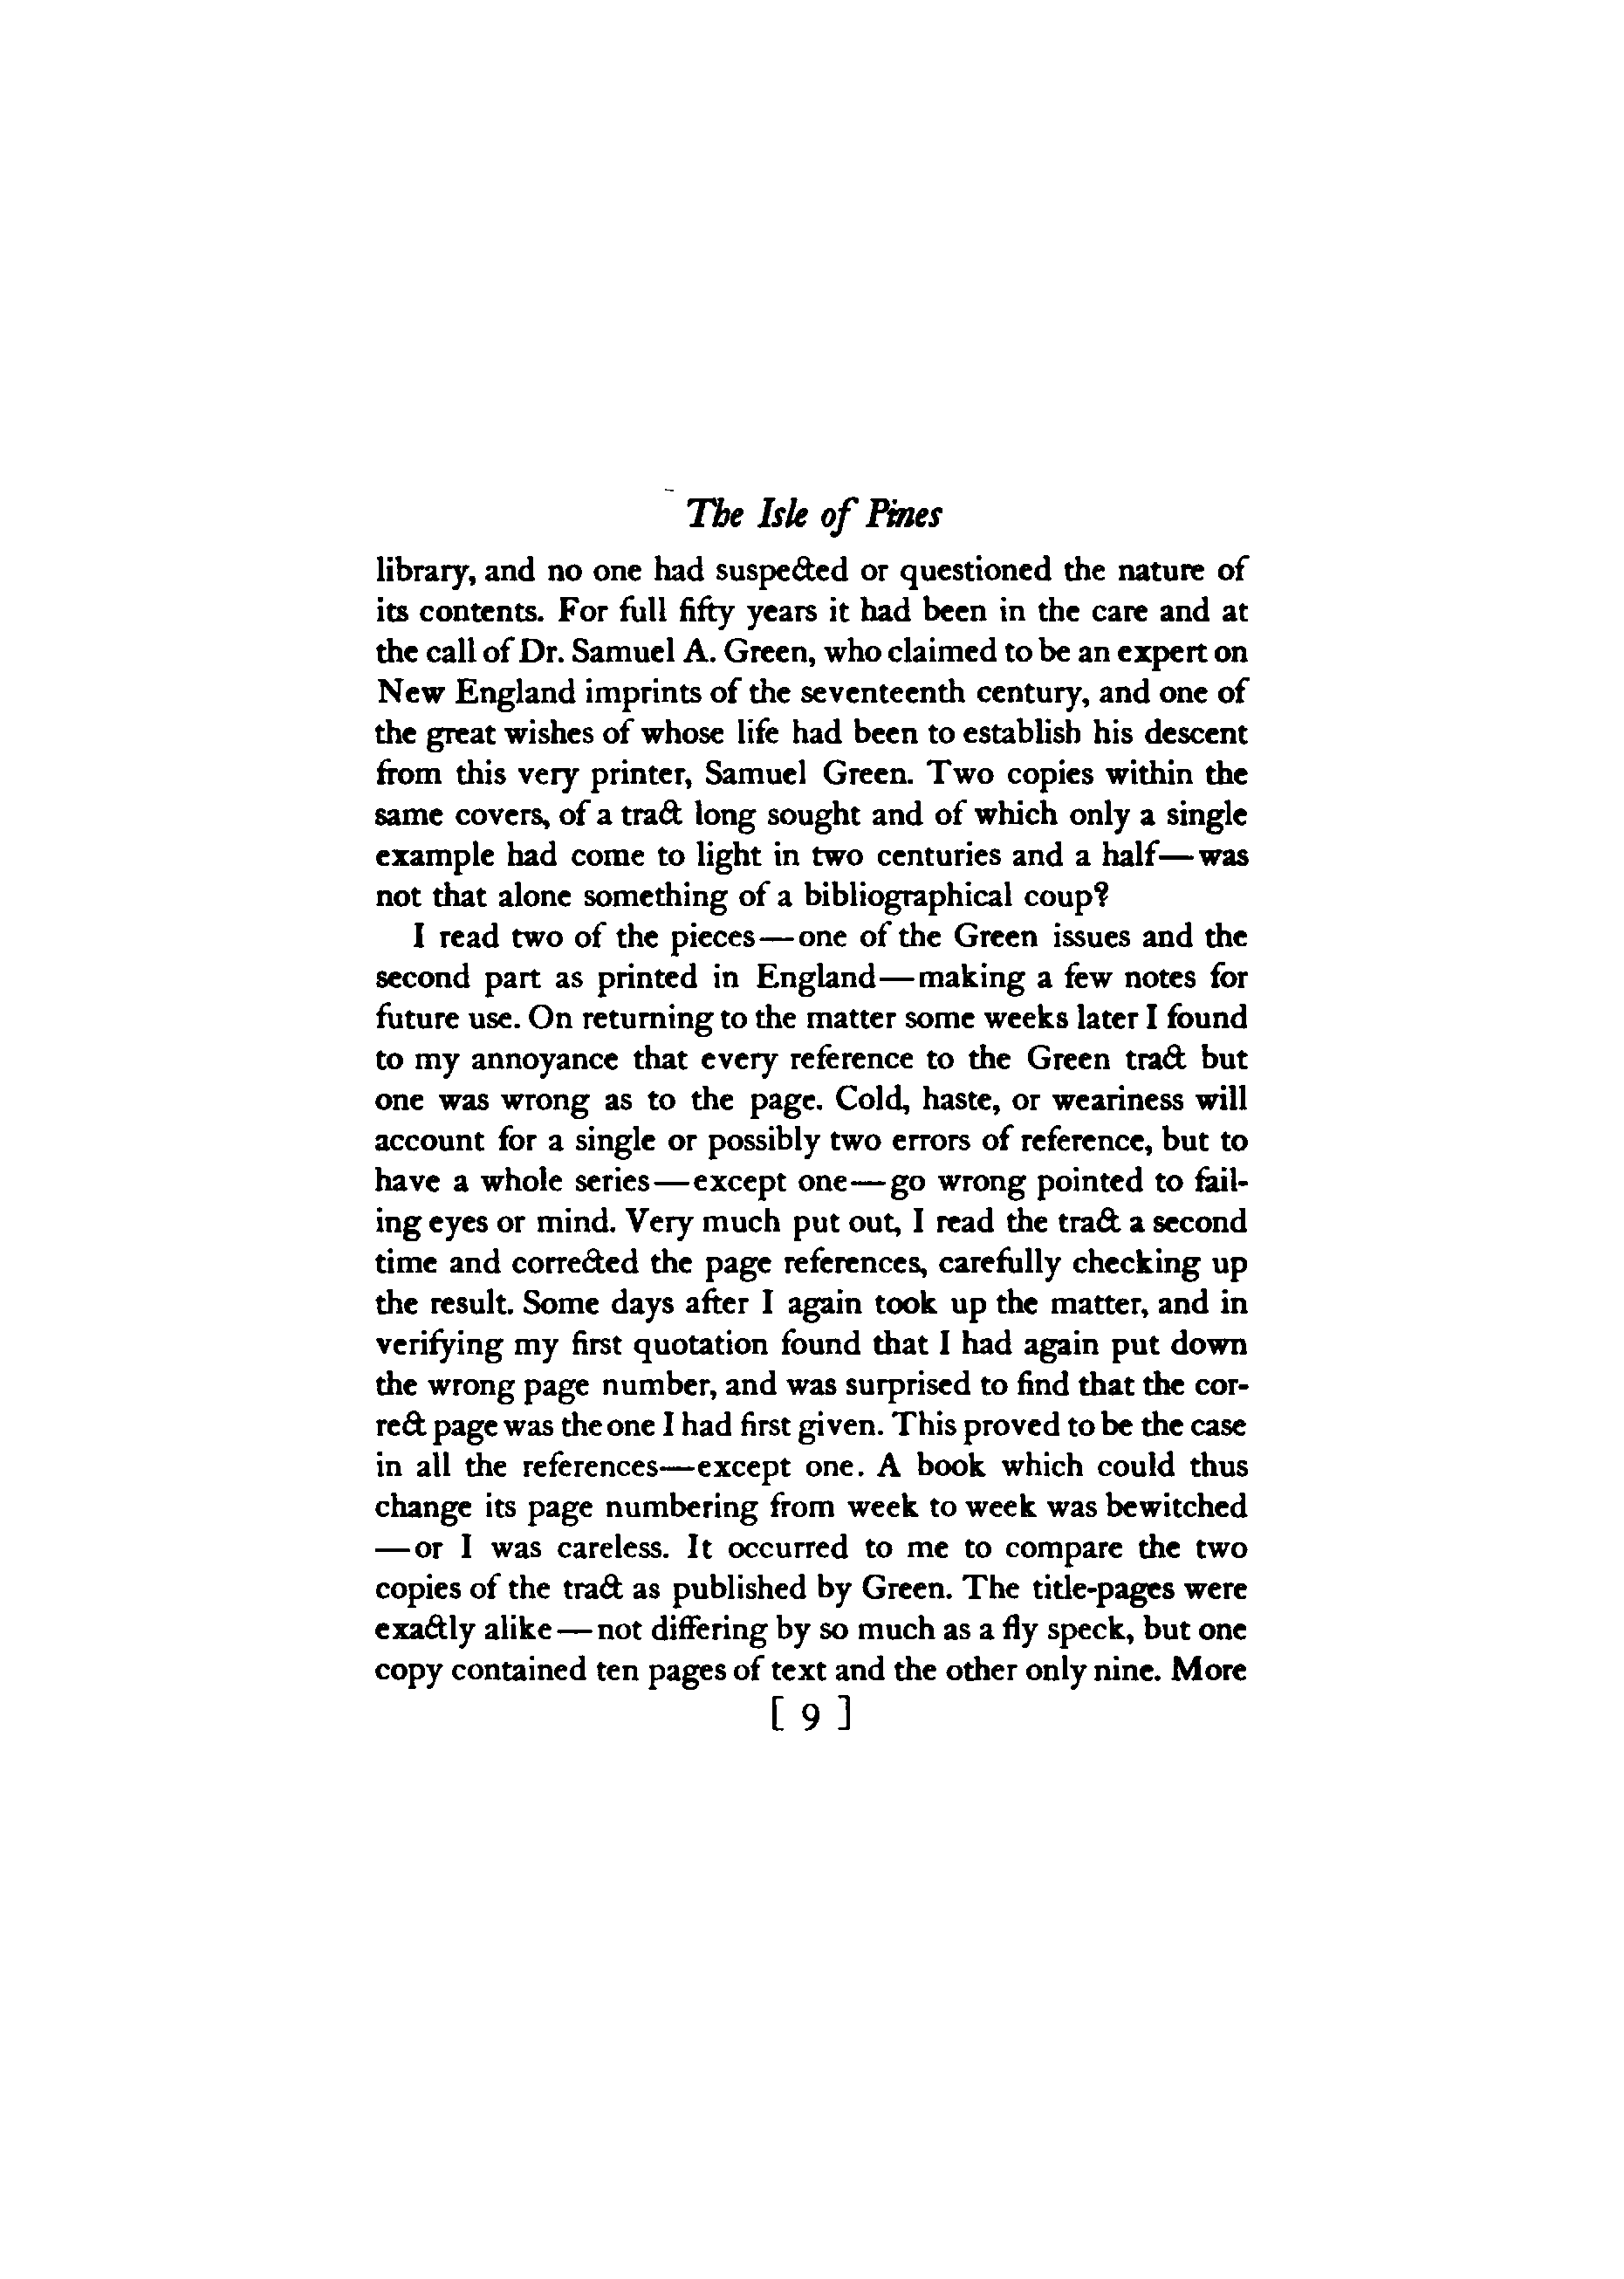 The Isle of Pines
library, and no one had suspected or questioned the nature of
its contents. For full fifty years it had been in the care and at
the call of Dr. Samuel A. Green, who claimed to be an expert on
New England imprints of the seventeenth century, and one of
the great wishes of whose life had been to establish his descent
from this very printer, Samuel Green. Two copies within the
same covers, of a tract long sought and of which only a single
example had come to light in two centuries and a half—was
not that alone something of a bibliographical coup?
I read two of the pieces—one of the Green issues and the
second part as printed in England—making a few notes for
future use. On returning to the matter some weeks later I found
to my annoyance that every reference to the Green tract but
one was wrong as to the page. Cold, haste, or weariness will
account for a single or possibly two errors of reference, but to
have a whole series—except one—go wrong pointed to fail-
ing eyes or mind. Very much put out, I read the tract a second
time and corrected the page references, carefully checking up
the result. Some days after I again took up the matter, and in
verifying my first quotation found that I had again put down
the wrong page number, and was surprised to find that the cor-
rect page was the one I had first given. This proved to be the case
in all the references—except one. A book which could thus
change its page numbering from week to week was bewitched
—or I was careless. It occurred to me to compare the two
copies of the tract as published by Green. The title-pages were
exactly alike—not differing by so much as a fly speck, but one
copy contained ten pages of text and the other only nine. More
[ 9 ]